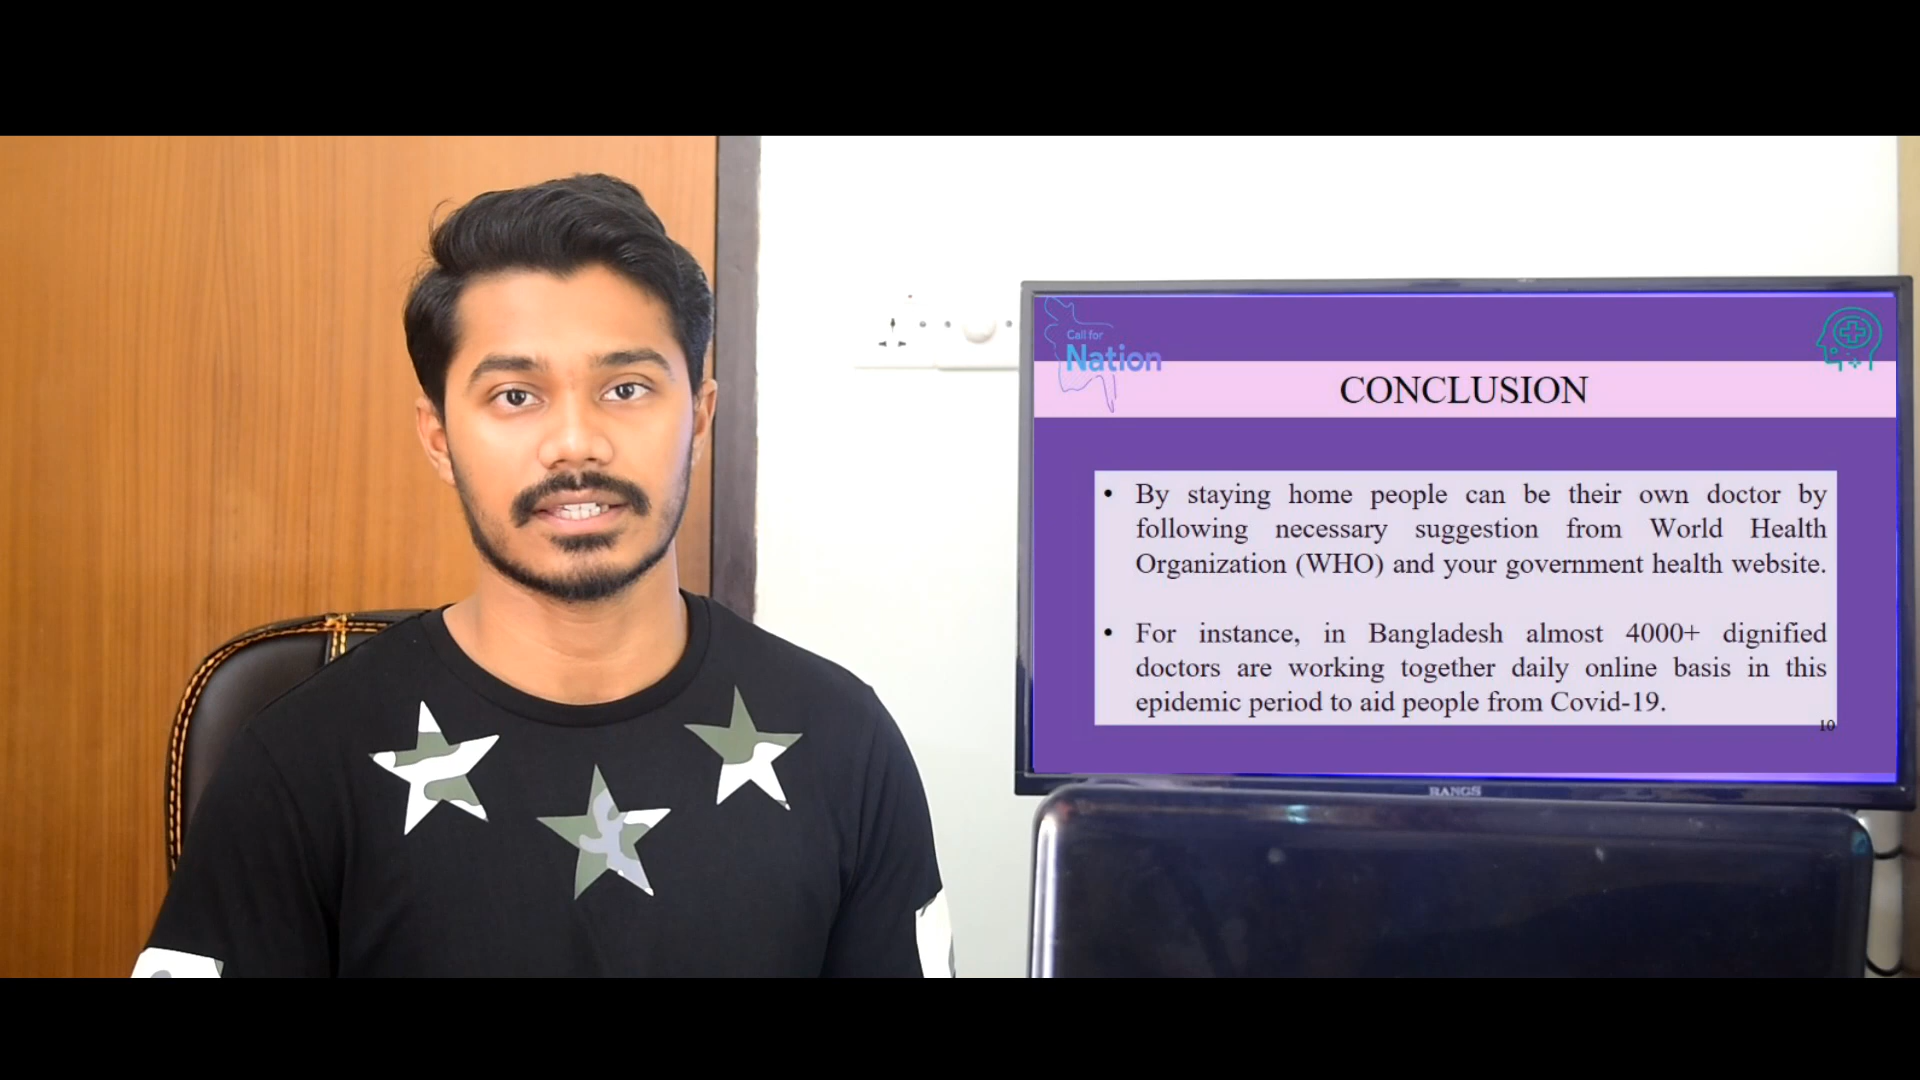 Call for
Nation
CONCLUSION
• By staying home people can be their own doctor by
following necessary suggestion from World Health
Organization (WHO) and your government health website.
• For instance, in Bangladesh almost 4000+ dignified
doctors are working together daily online basis in this
epidemic period to aid people from Covid-19.
10
RANGS